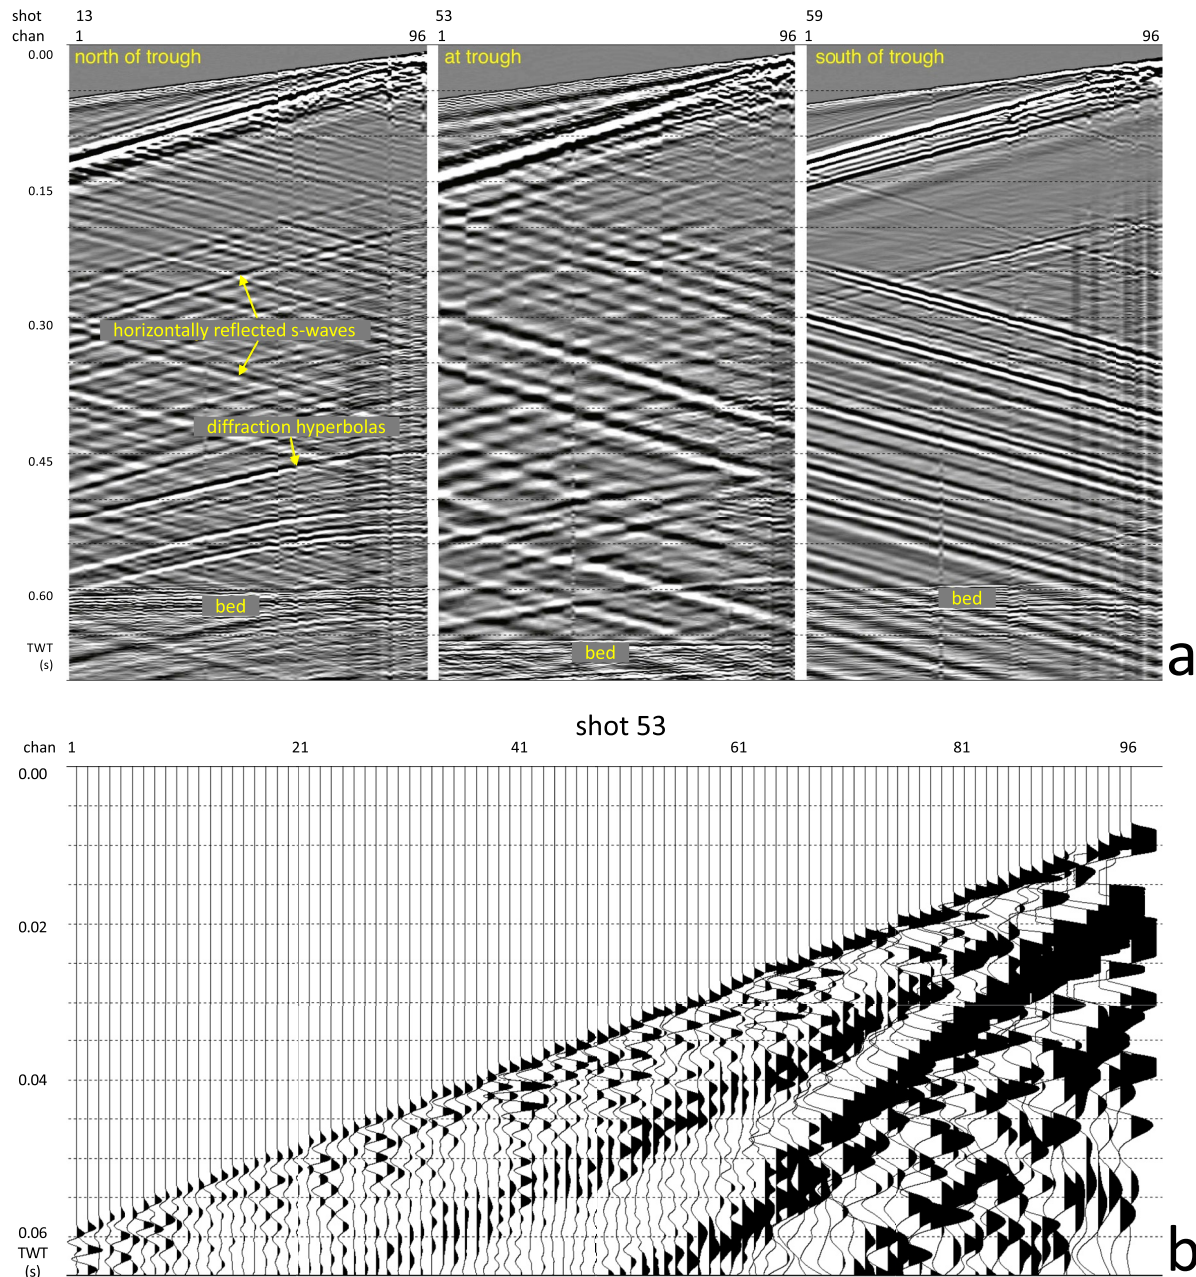 shot 13 53 59
chan 1 96 1 96 1 96
0.00
north of trough at trough south of trough
0.15
0.30
horizontally reflected s-waves
diffraction hyperbolas
0.45
0.60
bed bed bed
TWT
(s)
a
shot 53
chan 1 21 41 61 81 96
0.00
0.02
0.04
0.06
TWT
(s)
b